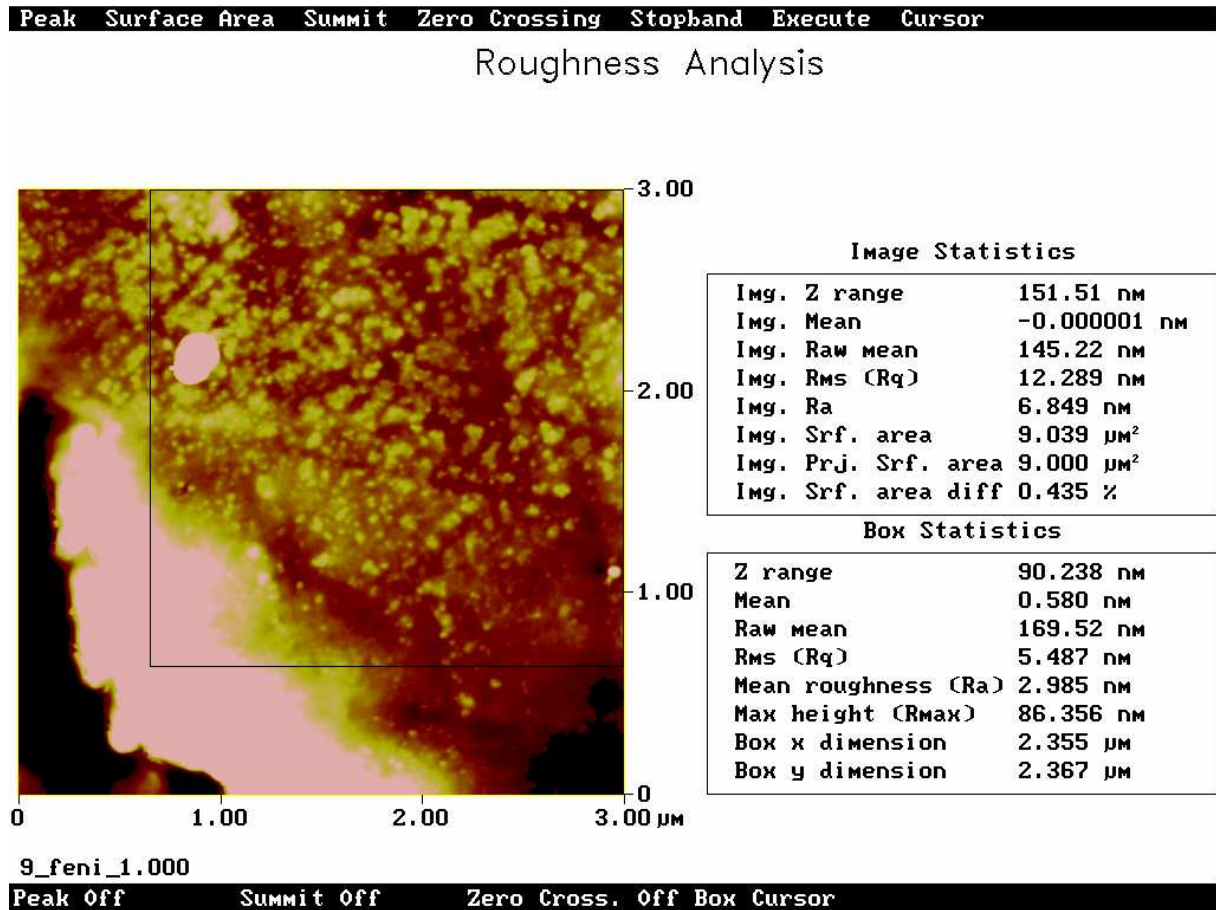 Peak Surface Area Summit Zero Crossing Stopband Execute Cursor
Roughness Analysis
3.00
2.00
1.00
0
0 1.00 2.00 3.00 µm
Image Statistics
Img. Z range 151.51 nm
Img. Mean -0.000001 nm
Img. Raw mean 145.22 nm
Img. Rms (Rq) 12.289 nm
Img. Ra 6.849 nm
Img. Srf. area 9.039 µm²
Img. Prj. Srf. area 9.000 µm²
Img. Srf. area diff 0.435 %
Box Statistics
Z range 90.238 nm
Mean 0.580 nm
Raw mean 169.52 nm
Rms (Rq) 5.487 nm
Mean roughness (Ra) 2.985 nm
Max height (Rmax) 86.356 nm
Box x dimension 2.355 µm
Box y dimension 2.367 µm
9_feni_1.000
Peak Off Summit Off Zero Cross. Off Box Cursor